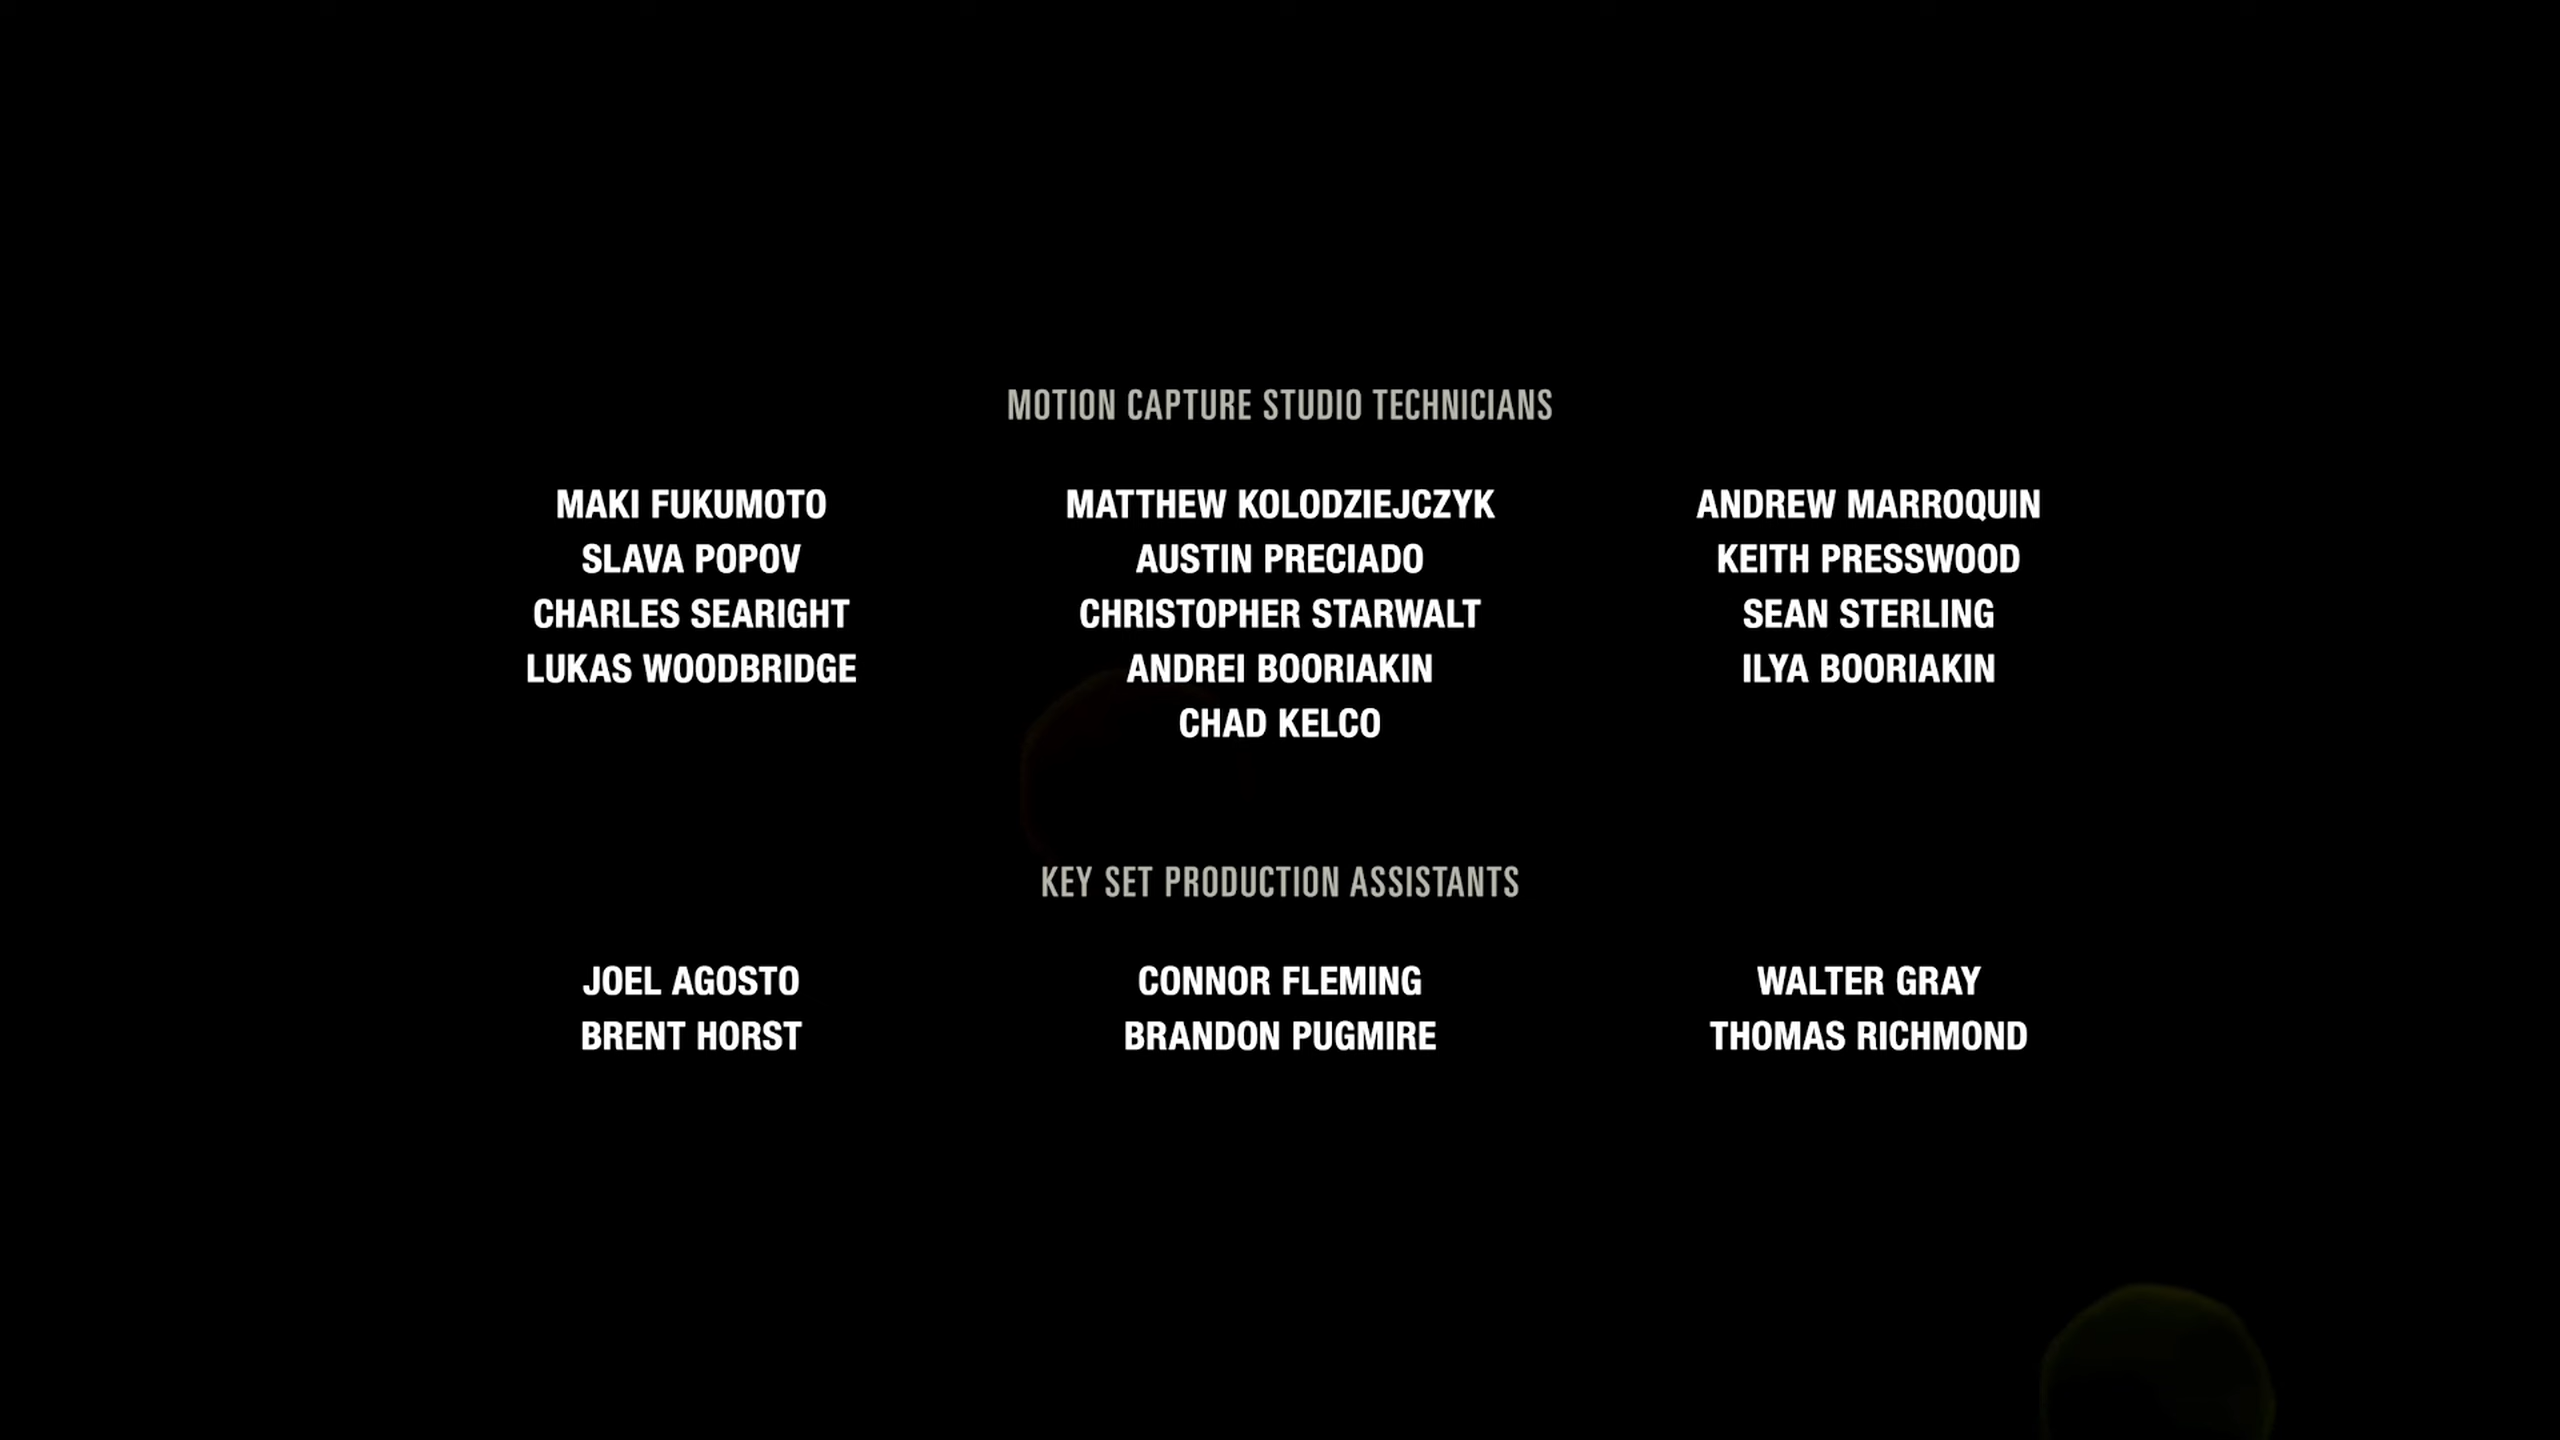 MOTION CAPTURE STUDIO TECHNICIANS
MAKI FUKUMOTO MATTHEW KOLODZIEJCZYK ANDREW MARROQUIN
SLAVA POPOV AUSTIN PRECIADO KEITH PRESSWOOD
CHARLES SEARIGHT CHRISTOPHER STARWALT SEAN STERLING
LUKAS WOODBRIDGE ANDREI BOORIAKIN ILYA BOORIAKIN
CHAD KELCO
KEY SET PRODUCTION ASSISTANTS
JOEL AGOSTO CONNOR FLEMING WALTER GRAY
BRENT HORST BRANDON PUGMIRE THOMAS RICHMOND